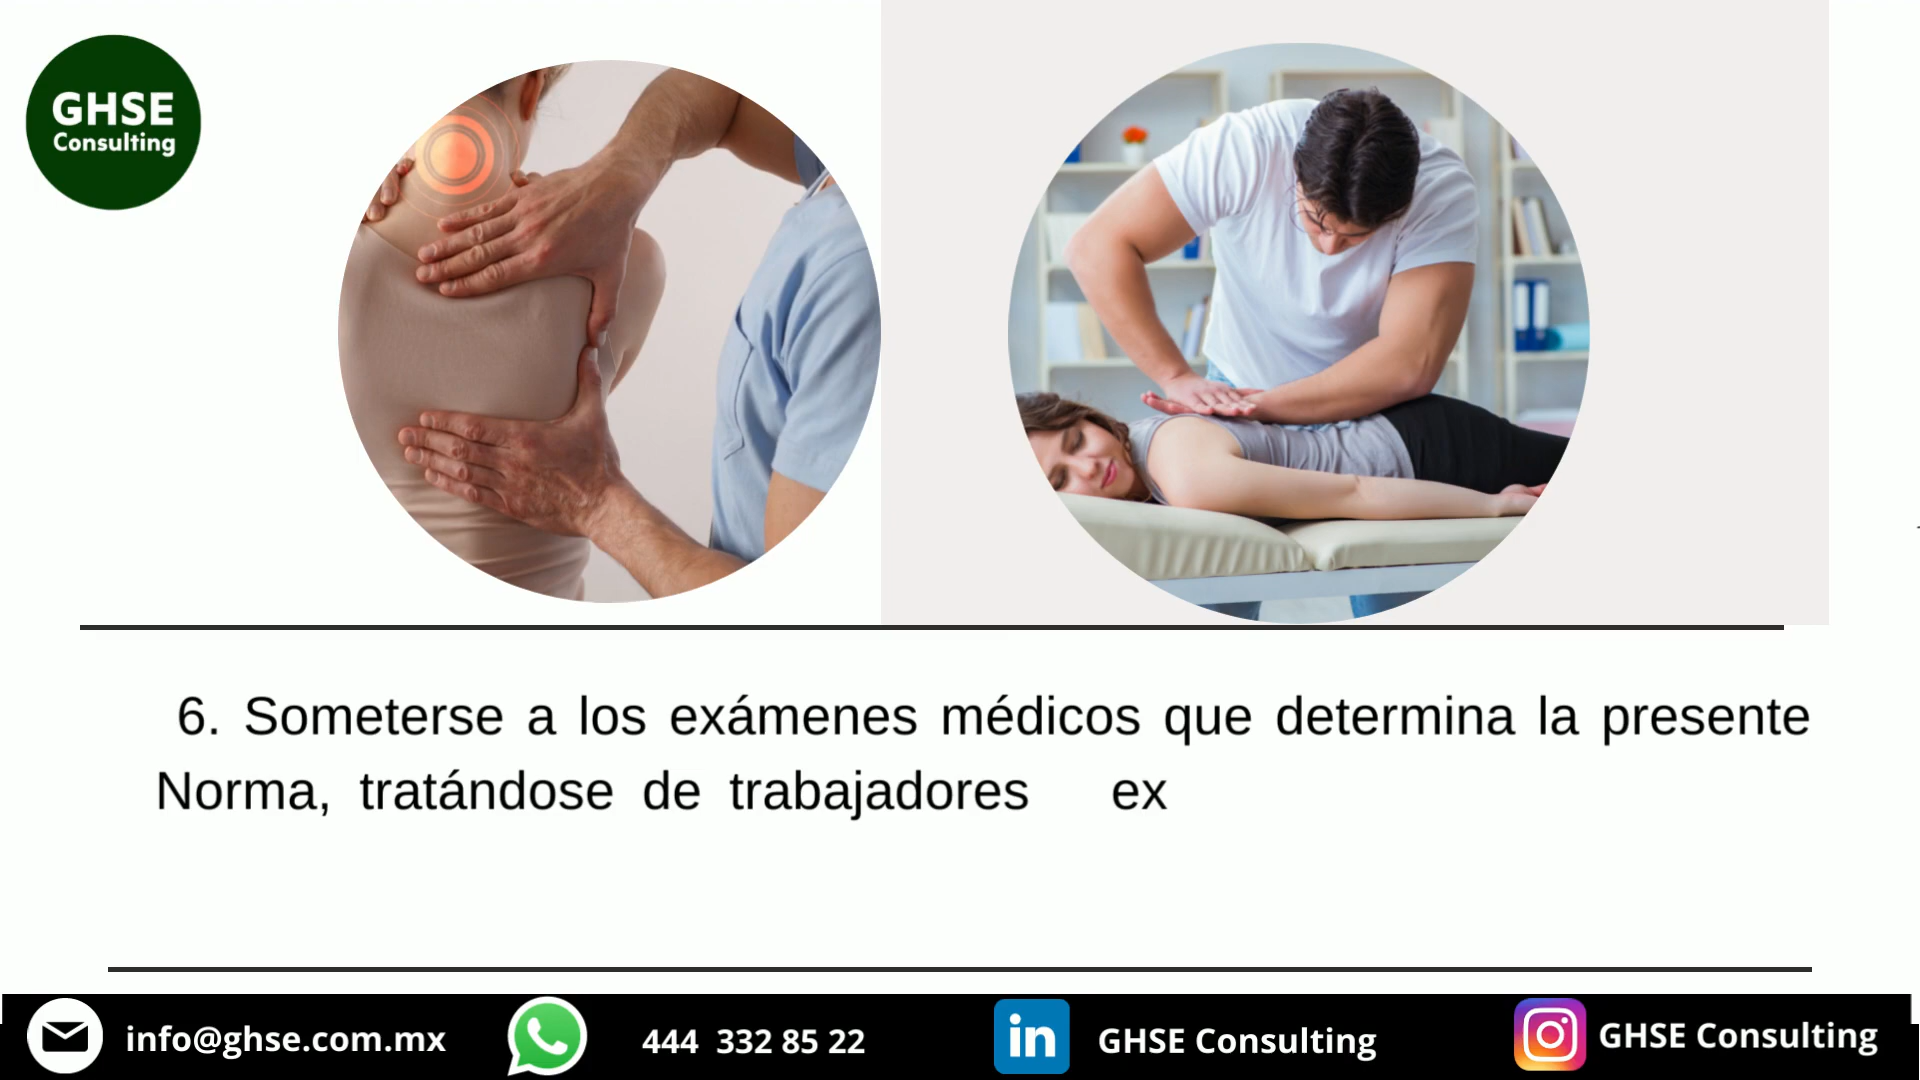 GHSE
Consulting
6. Someterse a los exámenes médicos que determina la presente
Norma, tratándose de trabajadores ex
info@ghse.com.mx
444 332 85 22
in
GHSE Consulting
GHSE Consulting